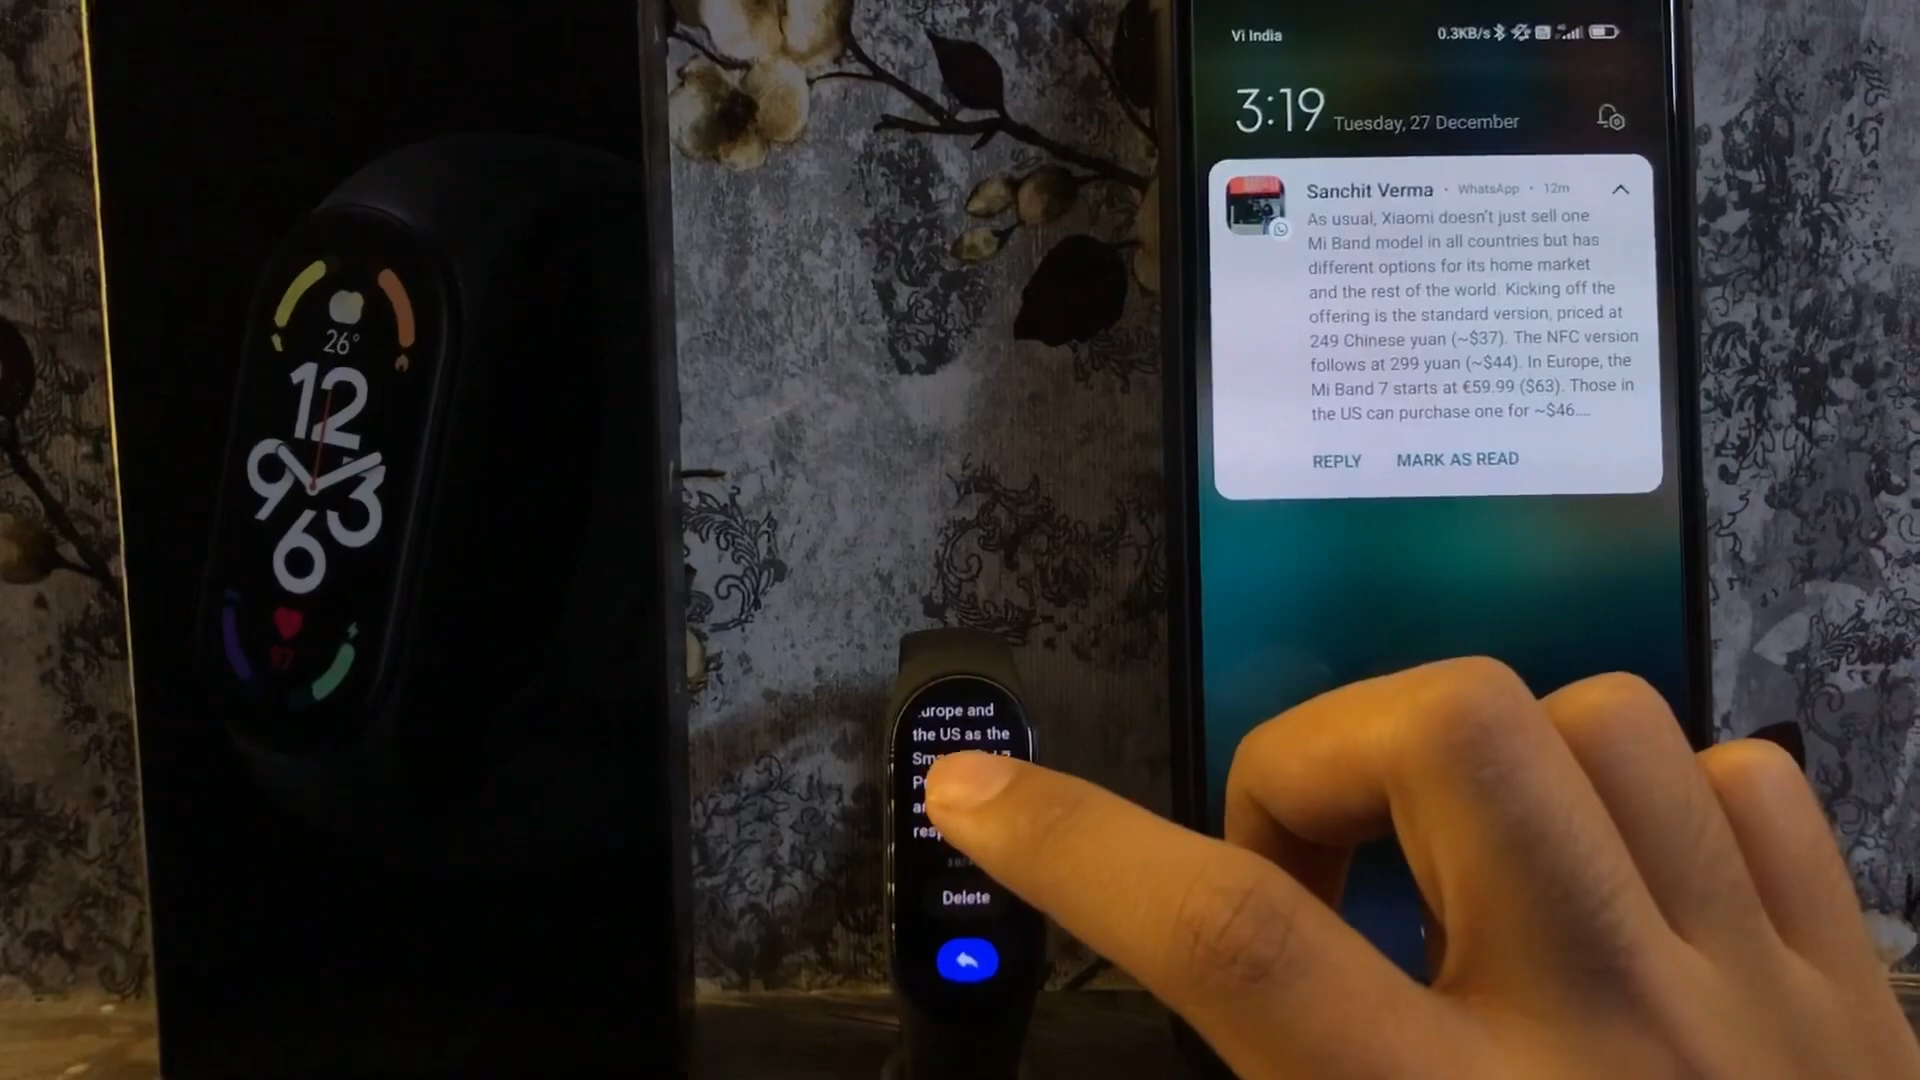 26°
12
9
3
6
97
Vi India
0.3KB/s
3:19 Tuesday, 27 December
Sanchit Verma • WhatsApp • 12m
As usual, Xiaomi doesn't just sell one
Mi Band model in all countries but has
different options for its home market
and the rest of the world. Kicking off the
offering is the standard version, priced at
249 Chinese yuan (~$37). The NFC version
follows at 299 yuan (~$44). In Europe, the
Mi Band 7 starts at €59.99 ($63). Those in
the US can purchase one for ~$46....
REPLY MARK AS READ
urope and
the US as the
Delete